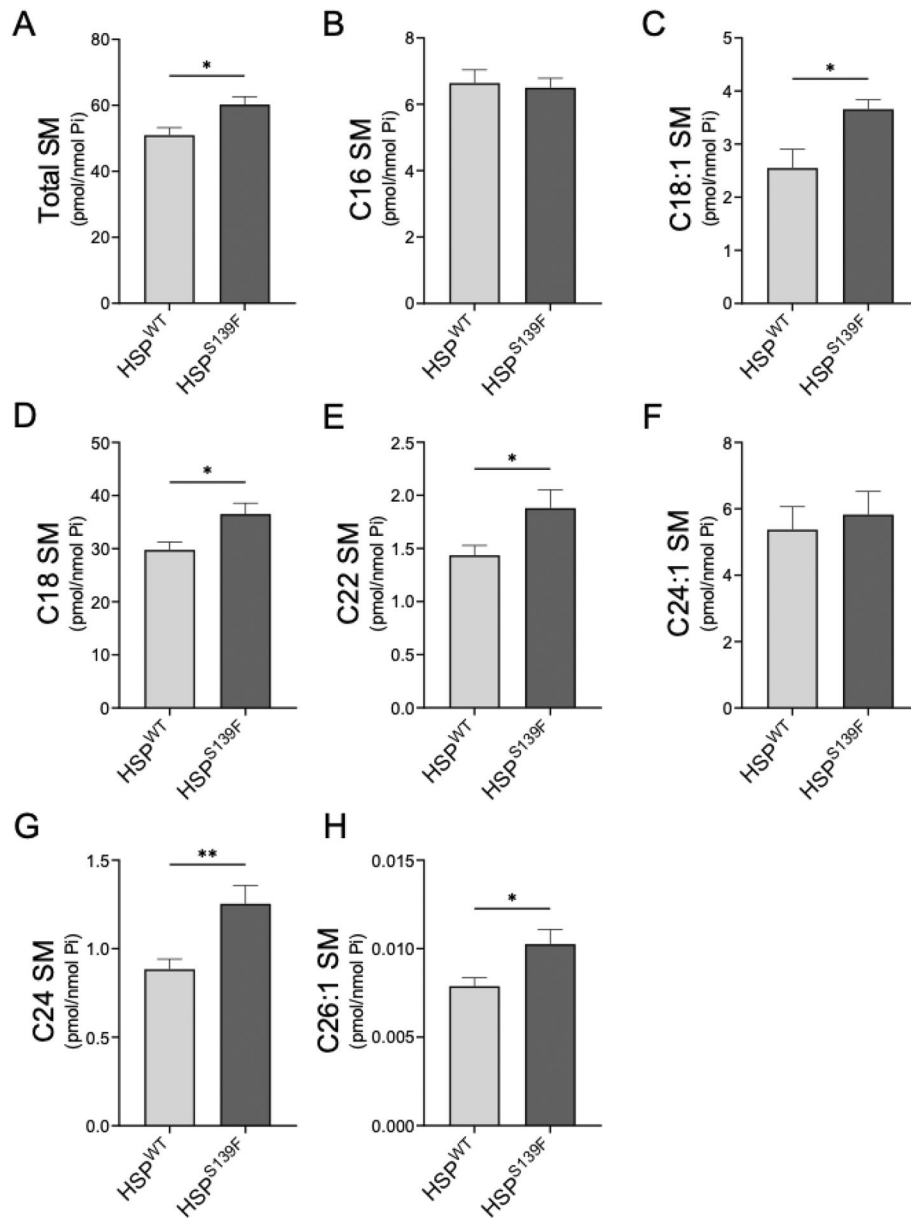 A
Total SM
(pmol/nmol Pi)
80
60
40
20
0
*
HSP^WT
HSP^S139F
B
C16 SM
(pmol/nmol Pi)
8
6
4
2
0
HSP^WT
HSP^S139F
C
C18:1 SM
(pmol/nmol Pi)
5
4
3
2
1
0
*
HSP^WT
HSP^S139F
D
C18 SM
(pmol/nmol Pi)
50
40
30
20
10
0
*
HSP^WT
HSP^S139F
E
C22 SM
(pmol/nmol Pi)
2.5
2.0
1.5
1.0
0.5
0.0
*
HSP^WT
HSP^S139F
F
C24:1 SM
(pmol/nmol Pi)
8
6
4
2
0
HSP^WT
HSP^S139F
G
C24 SM
(pmol/nmol Pi)
1.5
1.0
0.5
0.0
**
HSP^WT
HSP^S139F
H
C26:1 SM
(pmol/nmol Pi)
0.015
0.010
0.005
0.000
*
HSP^WT
HSP^S139F